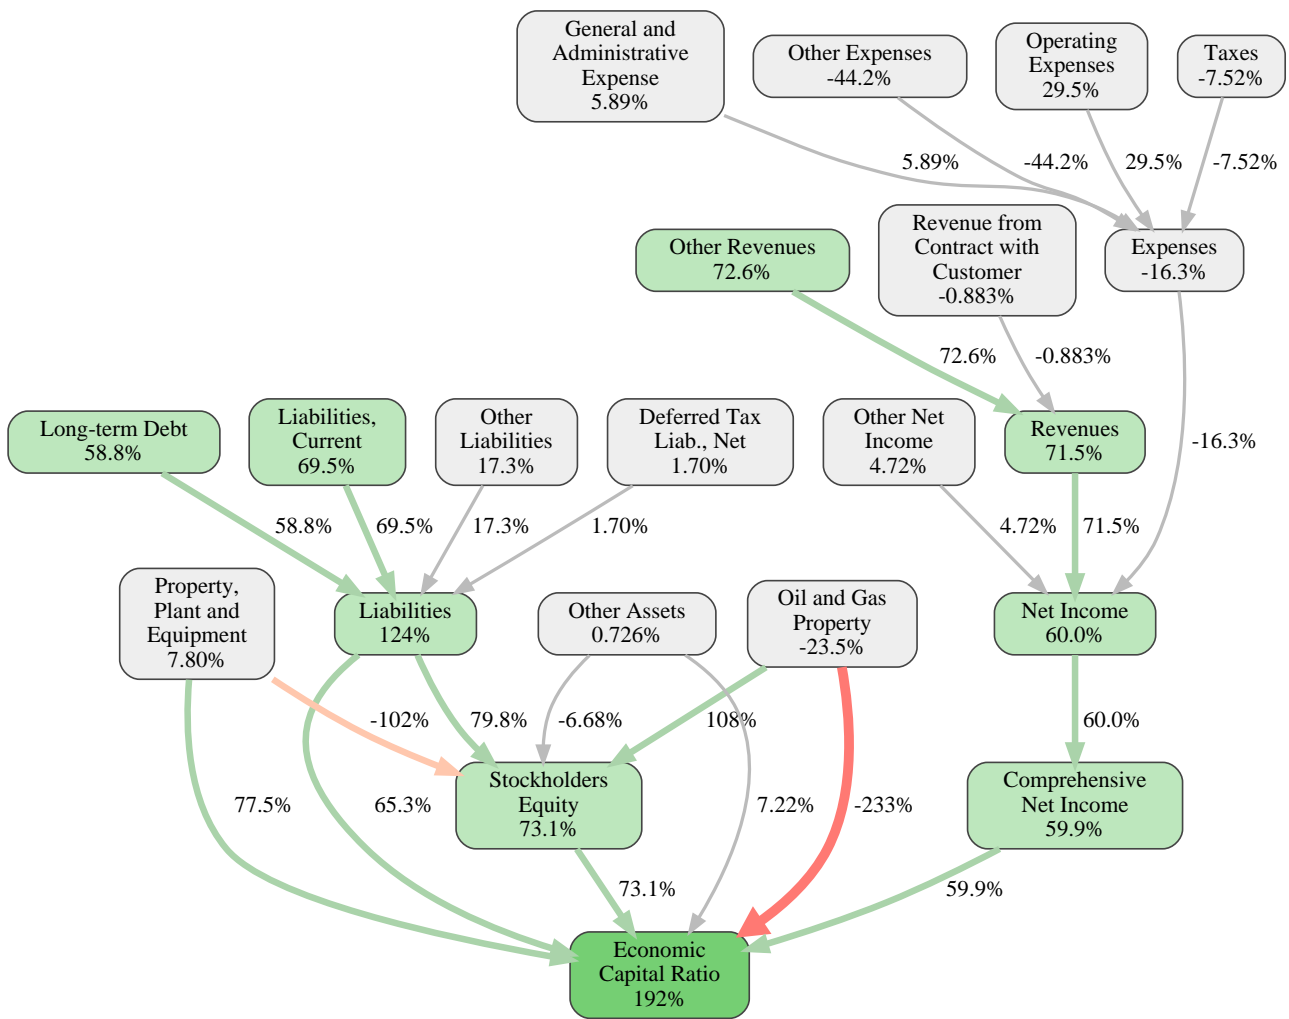 General and
Administrative
Expense
5.89%
Other Expenses
-44.2%
Operating
Expenses
29.5%
Taxes
-7.52%
5.89%
-44.2%
29.5%
-7.52%
Other Revenues
72.6%
Revenue from
Contract with
Customer
-0.883%
Expenses
-16.3%
72.6%
-0.883%
Long-term Debt
58.8%
Liabilities,
Current
69.5%
Other
Liabilities
17.3%
Deferred Tax
Liab., Net
1.70%
Other Net
Income
4.72%
Revenues
71.5%
-16.3%
58.8%
69.5%
17.3%
1.70%
4.72%
71.5%
Property,
Plant and
Equipment
7.80%
Liabilities
124%
Other Assets
0.726%
Oil and Gas
Property
-23.5%
Net Income
60.0%
-102%
79.8%
-6.68%
108%
60.0%
77.5%
65.3%
Stockholders
Equity
73.1%
7.22%
-233%
Comprehensive
Net Income
59.9%
73.1%
59.9%
Economic
Capital Ratio
192%